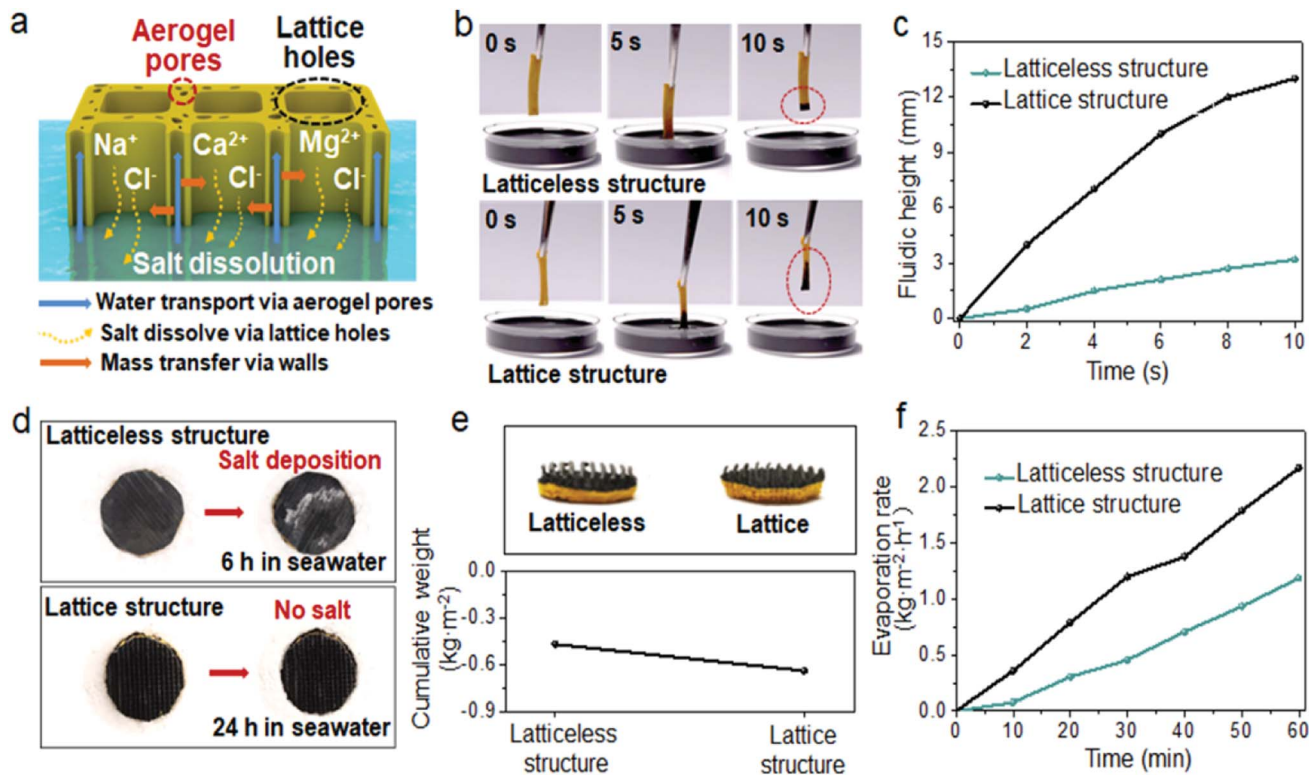 a
Aerogel
pores
Lattice
holes
Na⁺
Ca²⁺
Mg²⁺
Cl⁻
Cl⁻
Cl⁻
Salt dissolution
Water transport via aerogel pores
Salt dissolve via lattice holes
Mass transfer via walls
b
0 s
5 s
10 s
Latticeless structure
0 s
5 s
10 s
Lattice structure
c
Fluidic height (mm)
15
12
9
6
3
0
Latticeless structure
Lattice structure
0 2 4 6 8 10
Time (s)
d
Latticeless structure
Salt deposition
6 h in seawater
Lattice structure
No salt
24 h in seawater
e
Latticeless
Lattice
Cumulative weight
(kg·m⁻²)
0.0
-0.3
-0.6
-0.9
Latticeless
structure
Lattice
structure
f
Evaporation rate
(kg·m⁻²·h⁻¹)
2.5
2.0
1.5
1.0
0.5
0.0
Latticeless structure
Lattice structure
0 10 20 30 40 50 60
Time (min)